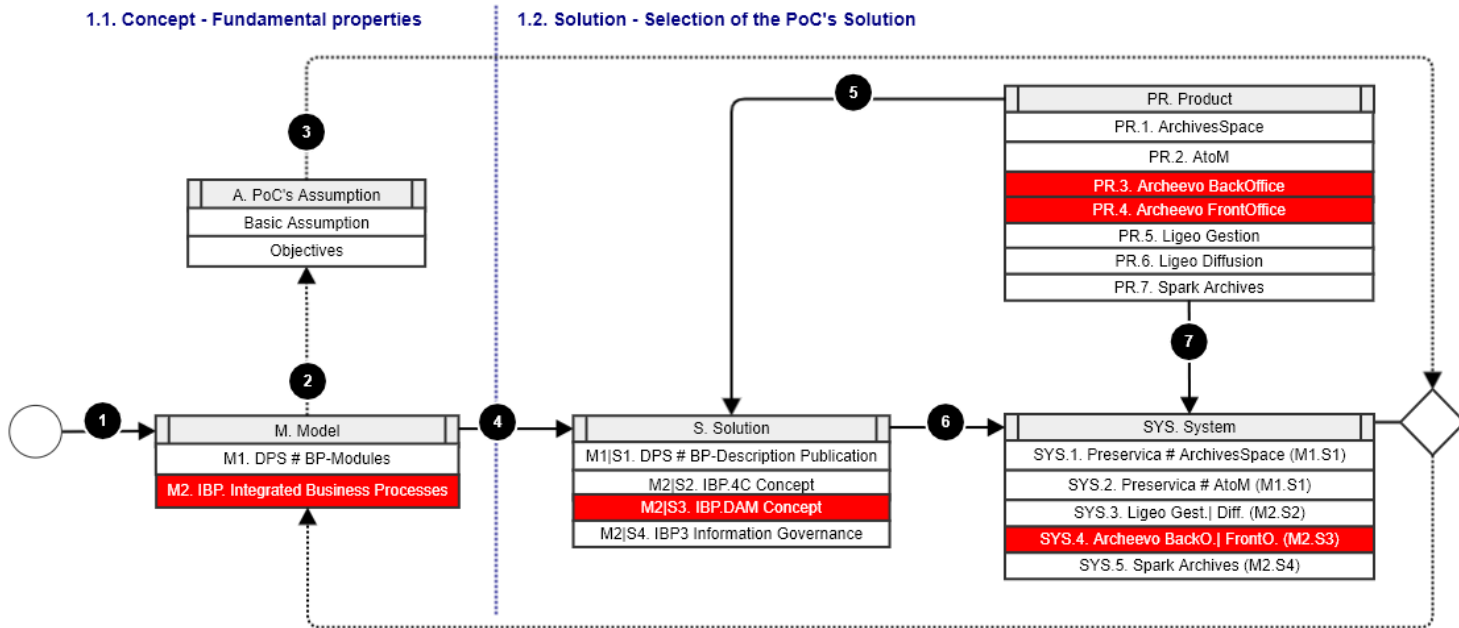 1.1. Concept - Fundamental properties
1.2. Solution - Selection of the PoC's Solution
3
A. PoC's Assumption
Basic Assumption
Objectives
2
1
M. Model
M1. DPS # BP-Modules
M2. IBP. Integrated Business Processes
4
5
PR. Product
PR.1. ArchivesSpace
PR.2. AtoM
PR.3. Archeevo BackOffice
PR.4. Archeevo FrontOffice
PR.5. Ligeo Gestion
PR.6. Ligeo Diffusion
PR.7. Spark Archives
7
S. Solution
M1|S1. DPS # BP-Description Publication
M2|S2. IBP.4C Concept
M2|S3. IBP.DAM Concept
M2|S4. IBP3 Information Governance
6
SYS. System
SYS.1. Preservica # ArchivesSpace (M1.S1)
SYS.2. Preservica # AtoM (M1.S1)
SYS.3. Ligeo Gest.| Diff. (M2.S2)
SYS.4. Archeevo BackO.| FrontO. (M2.S3)
SYS.5. Spark Archives (M2.S4)